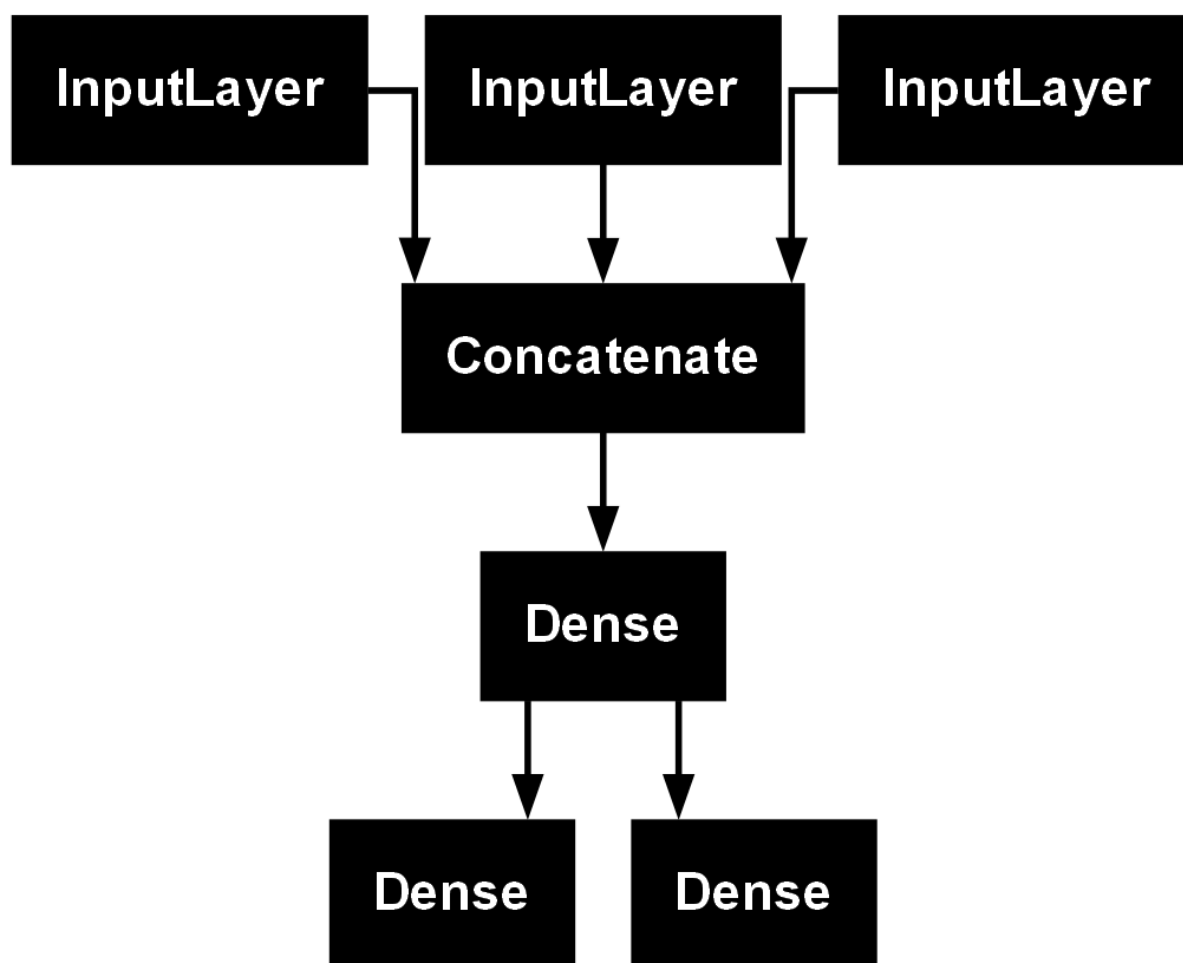 InputLayer
InputLayer
InputLayer
Concatenate
Dense
Dense
Dense